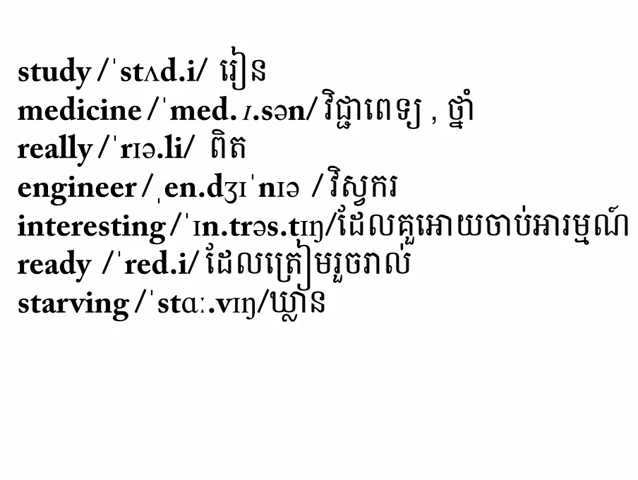 study /ˈstʌd.i/ រៀន
medicine /ˈmed.ɪ.sən/ វិជ្ជាពេទ្យ , ថ្នាំ
really /ˈrɪə.li/ ពិត
engineer /ˌen.dʒɪˈnɪə / វិស្វករ
interesting /ˈɪn.trəs.tɪŋ/ដែលគួរអោយចាប់អារម្មណ៍
ready /ˈred.i/ ដែលត្រៀមរួចរាល់
starving /ˈstɑː.vɪŋ/ឃ្លាន